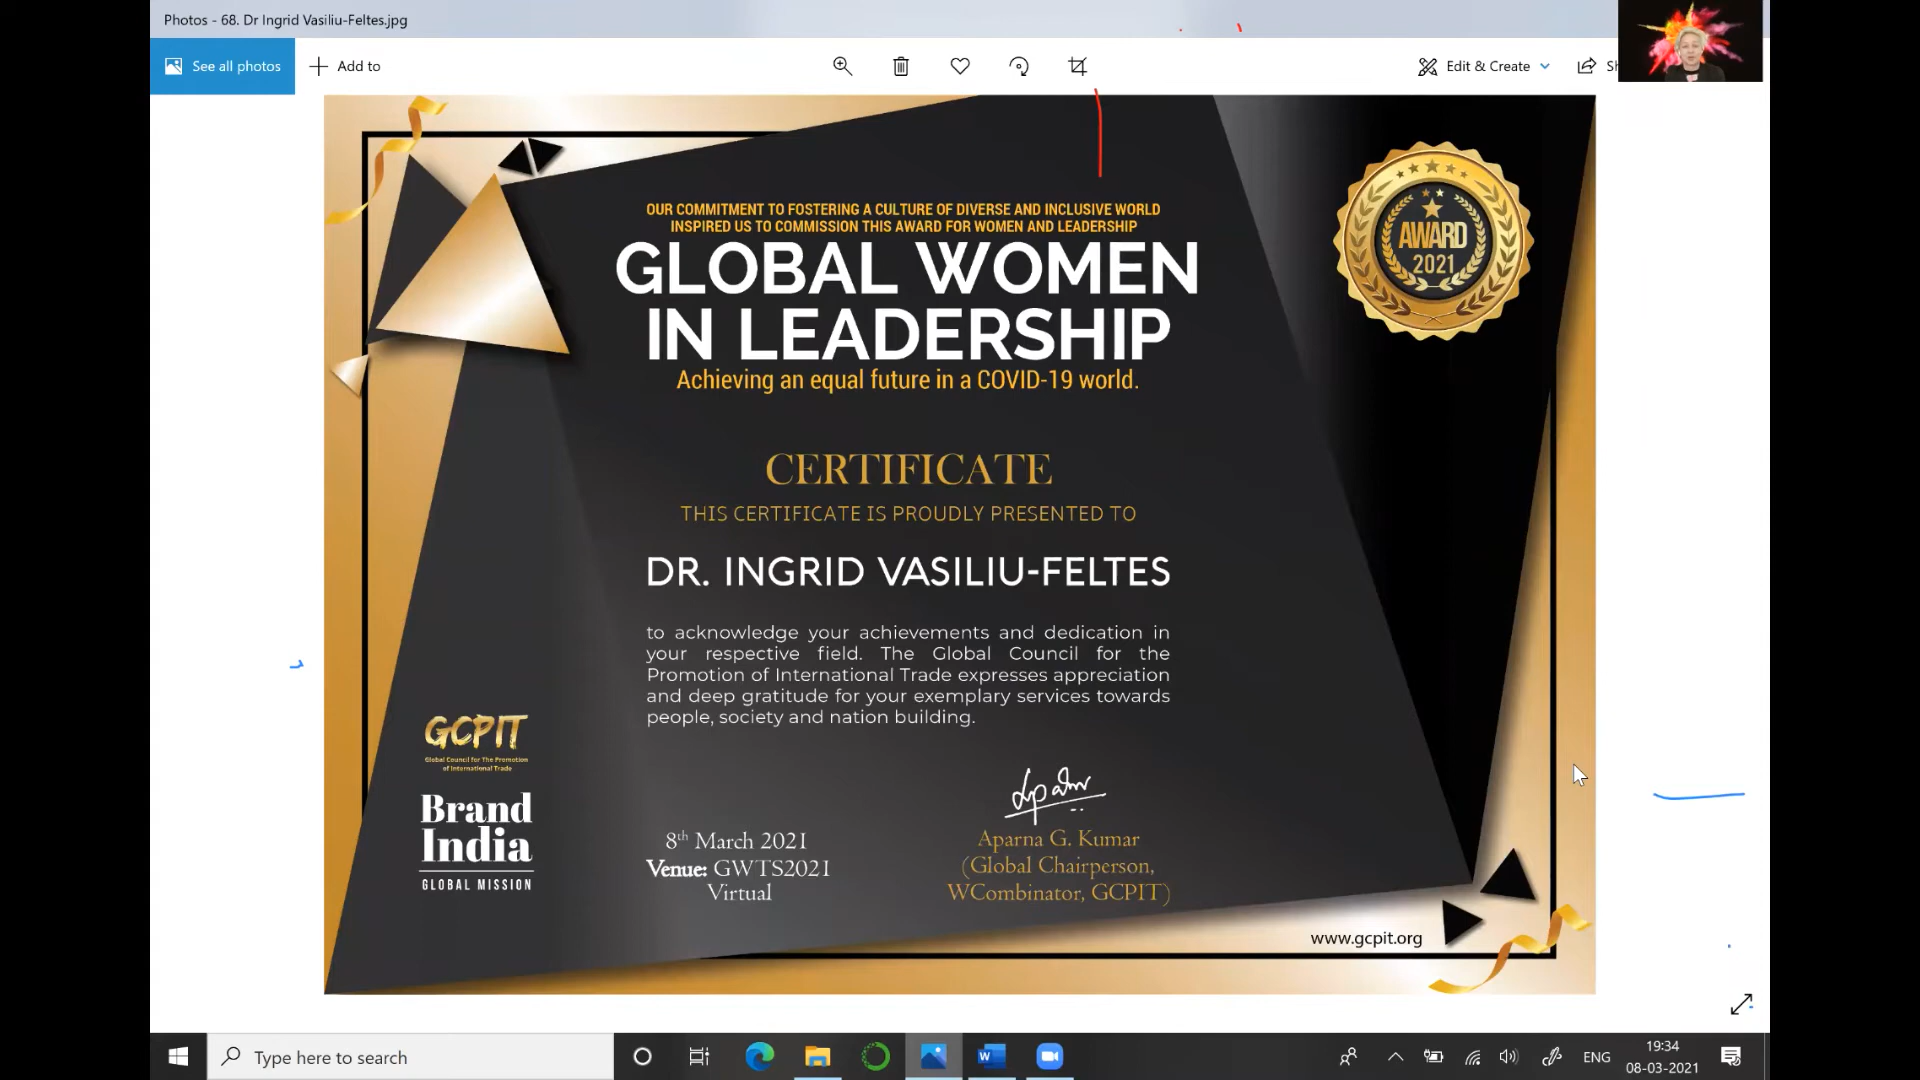 Photos - 68. Dr Ingrid Vasiliu-Feltes.jpg
See all photos
Add to
Edit & Create
OUR COMMITMENT TO FOSTERING A CULTURE OF DIVERSE AND INCLUSIVE WORLD
INSPIRED US TO COMMISSION THIS AWARD FOR WOMEN AND LEADERSHIP
GLOBAL WOMEN
IN LEADERSHIP
Achieving an equal future in a COVID-19 world.
AWARD
2021
CERTIFICATE
THIS CERTIFICATE IS PROUDLY PRESENTED TO
DR. INGRID VASILIU-FELTES
to acknowledge your achievements and dedication in
your respective field. The Global Council for the
Promotion of International Trade expresses appreciation
and deep gratitude for your exemplary services towards
people, society and nation building.
GCPIT
Global Council for The Promotion
of International Trade
Brand
India
GLOBAL MISSION
8th March 2021
Venue: GWTS2021
Virtual
Aparna G. Kumar
(Global Chairperson,
WCombinator, GCPIT)
www.gcpit.org
Type here to search
ENG
19:34
08-03-2021